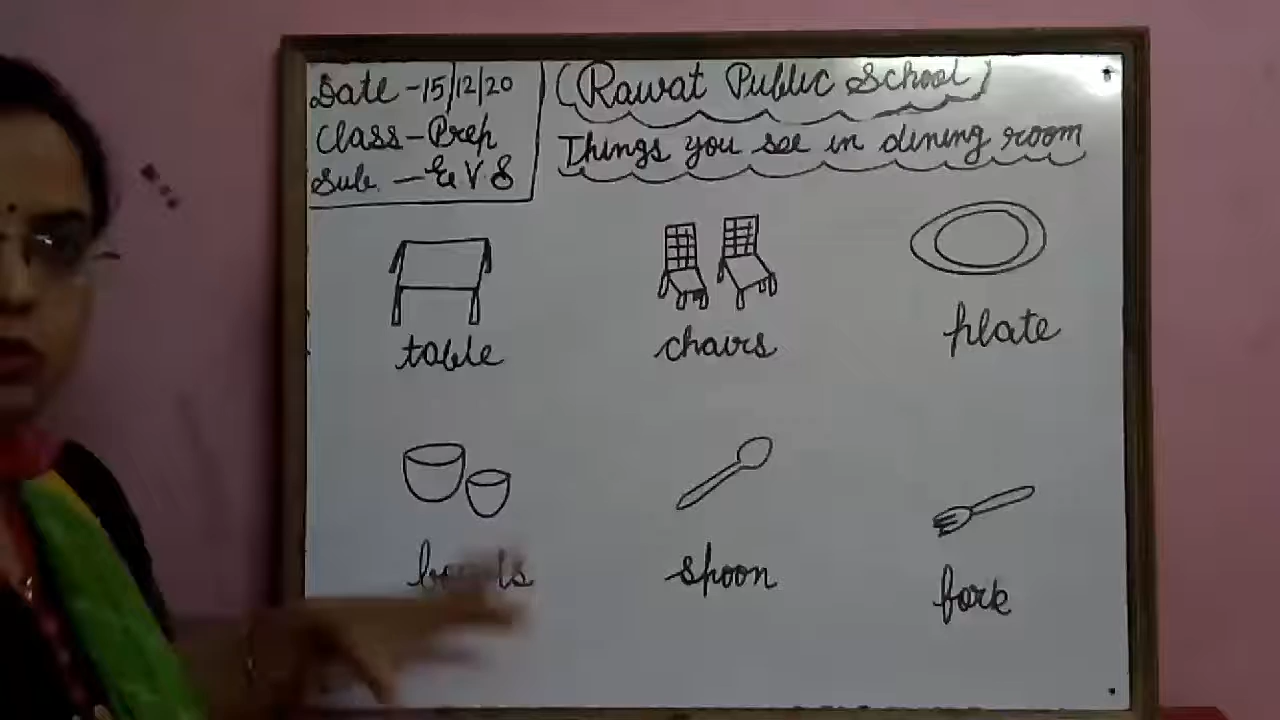 Date - 15/12/20
Class - Prep
Sub. - EVS
(Rawat Public School)
Things you see in dining room
table
chairs
plate
spoon
fork